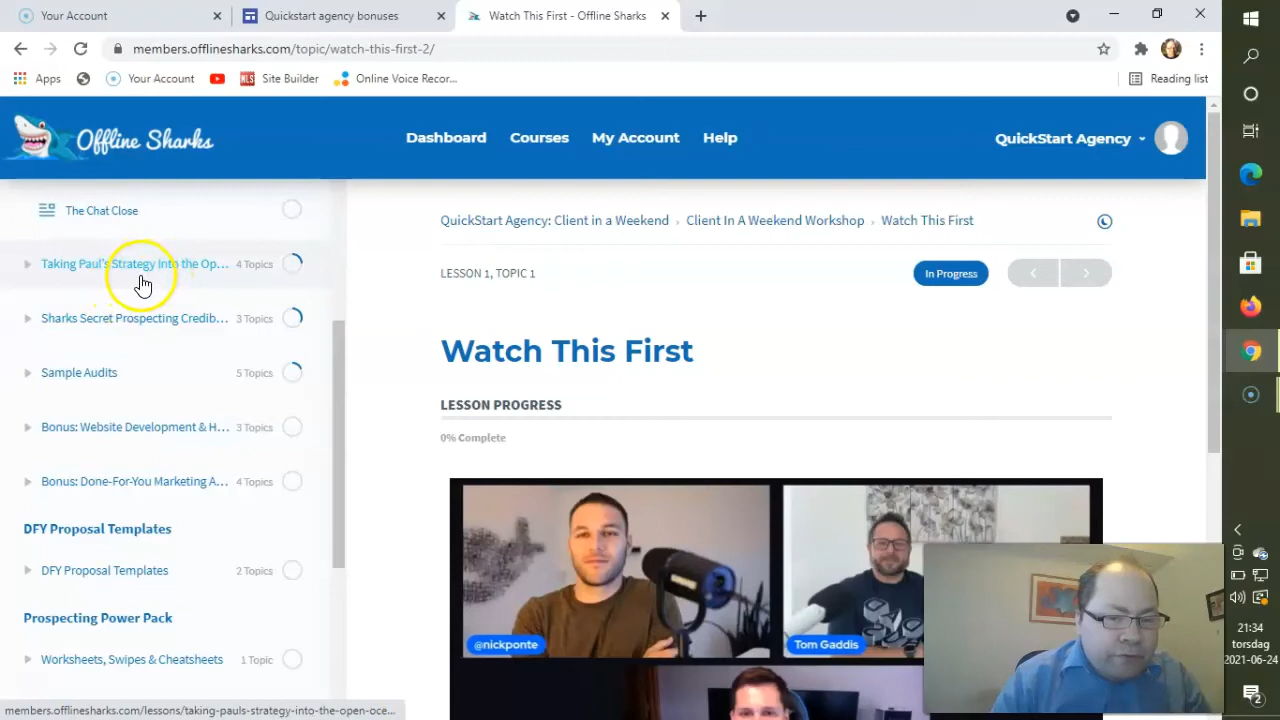 Your Account
Quickstart agency bonuses
Watch This First - Offline Sharks
members.offlinesharks.com/topic/watch-this-first-2/
Apps
Your Account
Site Builder
Online Voice Recor...
Reading list
Offline Sharks
Dashboard
Courses
My Account
Help
QuickStart Agency
The Chat Close
Taking Paul's Strategy Into the Op... 4 Topics
Sharks Secret Prospecting Credib... 3 Topics
Sample Audits 5 Topics
Bonus: Website Development & H... 3 Topics
Bonus: Done-For-You Marketing A... 4 Topics
DFY Proposal Templates
DFY Proposal Templates 2 Topics
Prospecting Power Pack
Worksheets, Swipes & Cheatsheets 1 Topic
members.offlinesharks.com/lessons/taking-pauls-strategy-into-the-open-oce...
QuickStart Agency: Client in a Weekend › Client In A Weekend Workshop › Watch This First
LESSON 1, TOPIC 1
In Progress
Watch This First
LESSON PROGRESS
0% Complete
@nickponte
Tom Gaddis
21:34
torsdag
2021-06-24
2